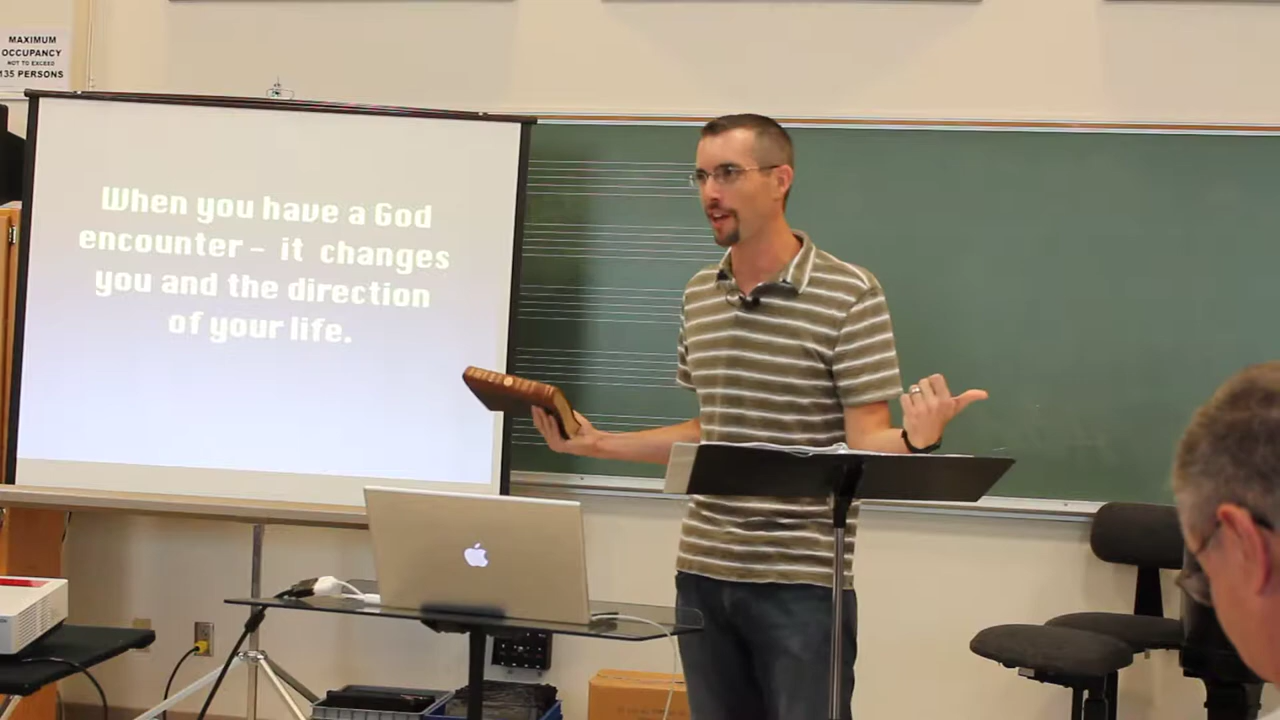 MAXIMUM
OCCUPANCY
NOT TO EXCEED
135 PERSONS
When you have a God
encounter - it changes
you and the direction
of your life.